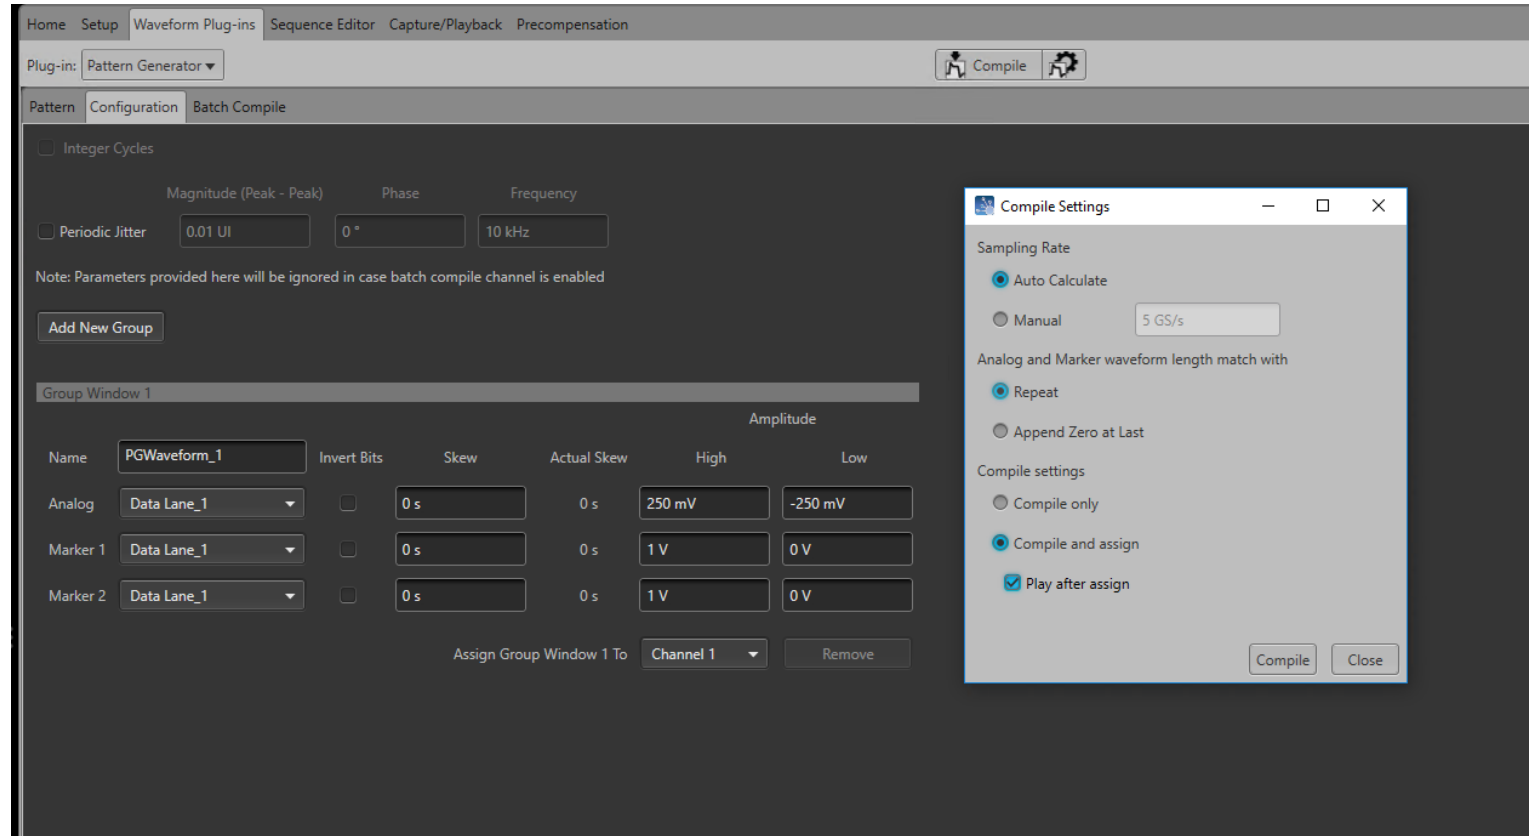 Home Setup Waveform Plug-ins Sequence Editor Capture/Playback Precompensation
Plug-in: Pattern Generator Compile
Pattern Configuration Batch Compile
Integer Cycles
Magnitude (Peak - Peak) Phase Frequency
Periodic Jitter 0.01 UI 0 ° 10 kHz
Note: Parameters provided here will be ignored in case batch compile channel is enabled
Add New Group
Group Window 1
Amplitude
Name PGWaveform_1 Invert Bits Skew Actual Skew High Low
Analog Data Lane_1 0 s 0 s 250 mV -250 mV
Marker 1 Data Lane_1 0 s 0 s 1 V 0 V
Marker 2 Data Lane_1 0 s 0 s 1 V 0 V
Assign Group Window 1 To Channel 1 Remove
Compile Settings
Sampling Rate
Auto Calculate
Manual 5 GS/s
Analog and Marker waveform length match with
Repeat
Append Zero at Last
Compile settings
Compile only
Compile and assign
Play after assign
Compile Close